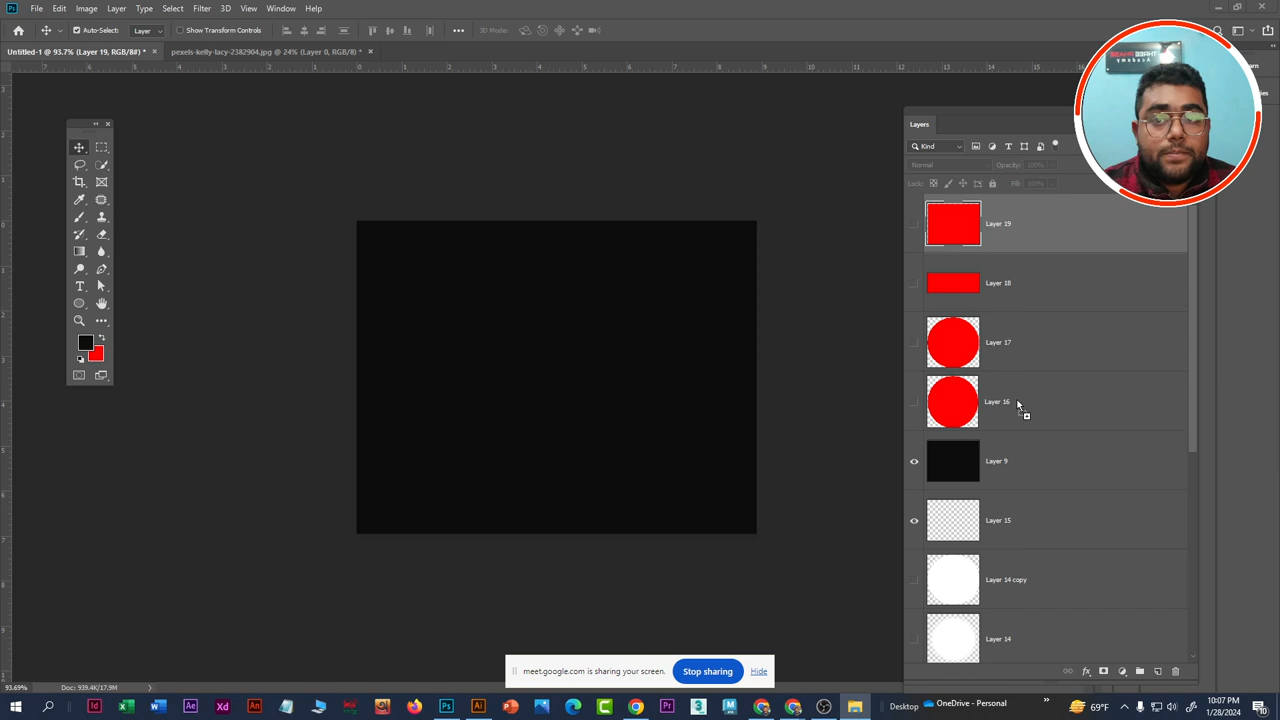 Ps File Edit Image Layer Type Select Filter 3D View Window Help
Auto-Select: Layer Show Transform Controls 3D Mode:
Untitled-1 @ 93.7% (Layer 19, RGB/8#) * × pexels-kelly-lacy-2382904.jpg @ 24% (Layer 0, RGB/8) * ×
Layers
Kind
Normal Opacity: 100%
Lock: Fill: 100%
Layer 19
Layer 18
Layer 17
Layer 16
Layer 9
Layer 15
Layer 14 copy
Layer 14
meet.google.com is sharing your screen. Stop sharing Hide
93.69% Doc: 939.4K/17.9M
Desktop OneDrive - Personal 69°F 10:07 PM
1/28/2024